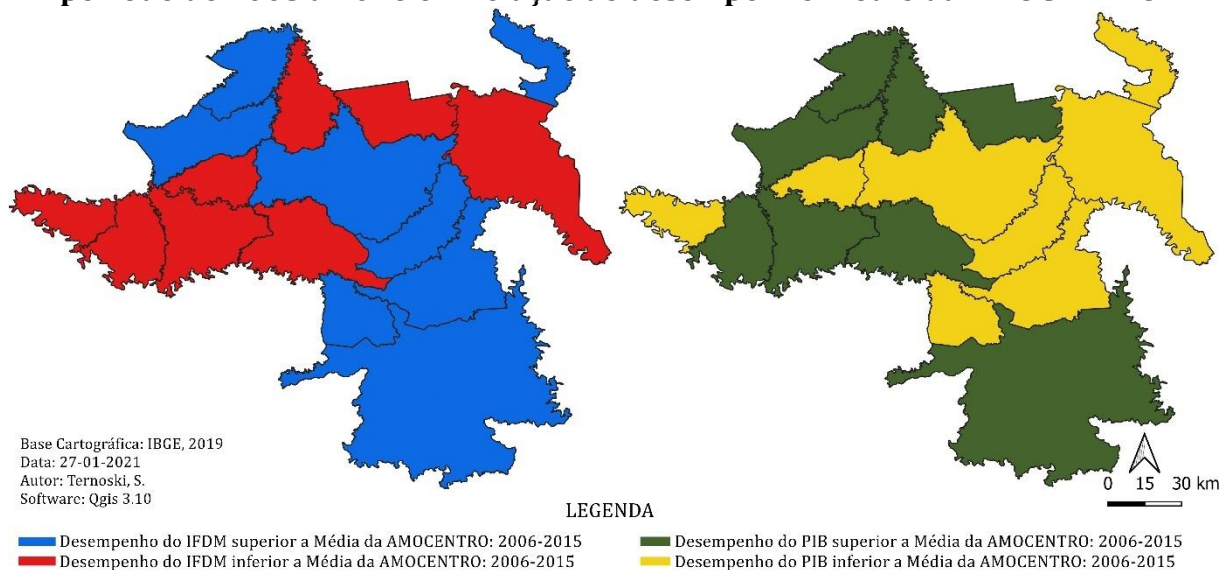 Base Cartográfica: IBGE, 2019
Data: 27-01-2021
Autor: Ternoski, S.
Software: Qgis 3.10
0 15 30 km
LEGENDA
Desempenho do IFDM superior a Média da AMOCENTRO: 2006-2015
Desempenho do IFDM inferior a Média da AMOCENTRO: 2006-2015
Desempenho do PIB superior a Média da AMOCENTRO: 2006-2015
Desempenho do PIB inferior a Média da AMOCENTRO: 2006-2015